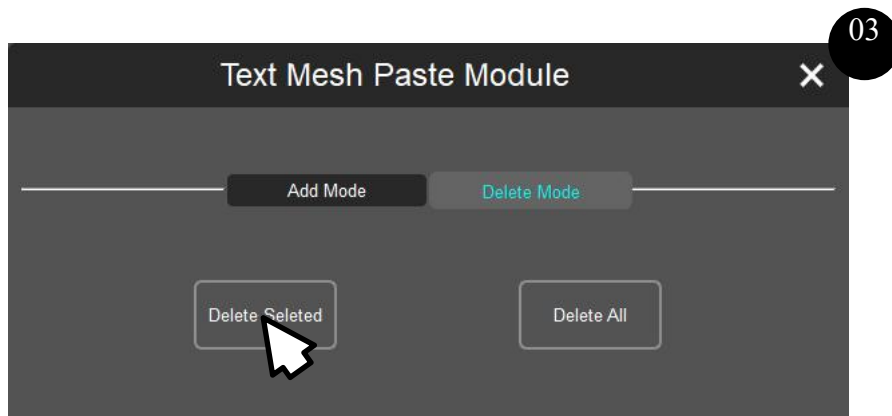 03
Text Mesh Paste Module
Add Mode Delete Mode
Delete Seleted Delete All